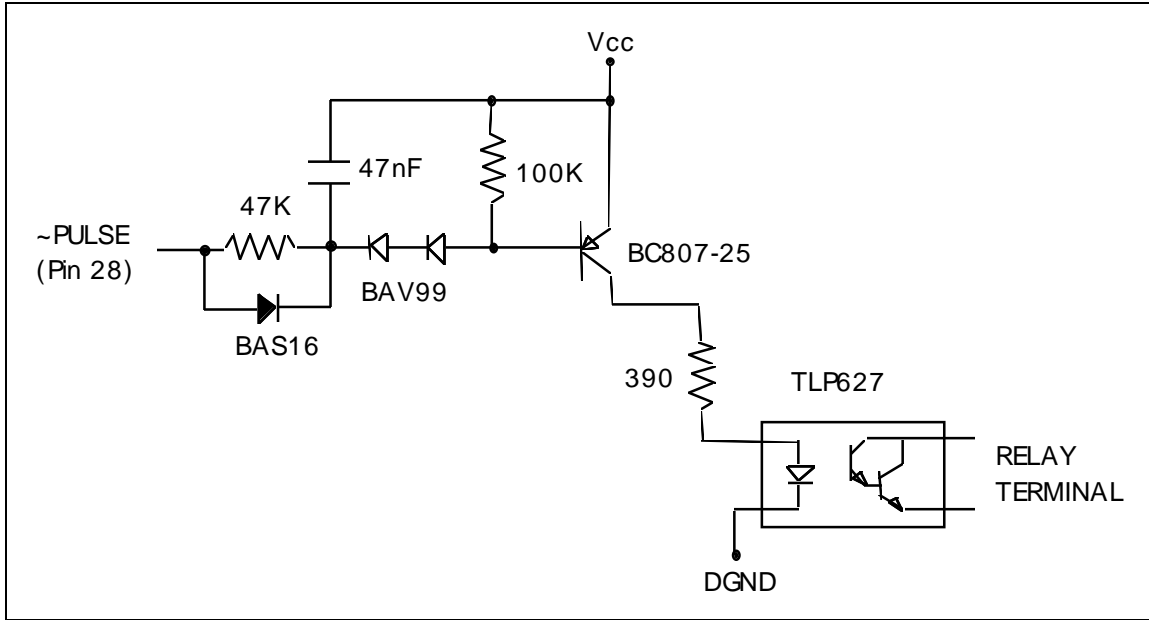 Vcc
47nF
100K
47K
~PULSE
(Pin 28)
BC807-25
BAV99
BAS16
390
TLP627
RELAY
TERMINAL
DGND